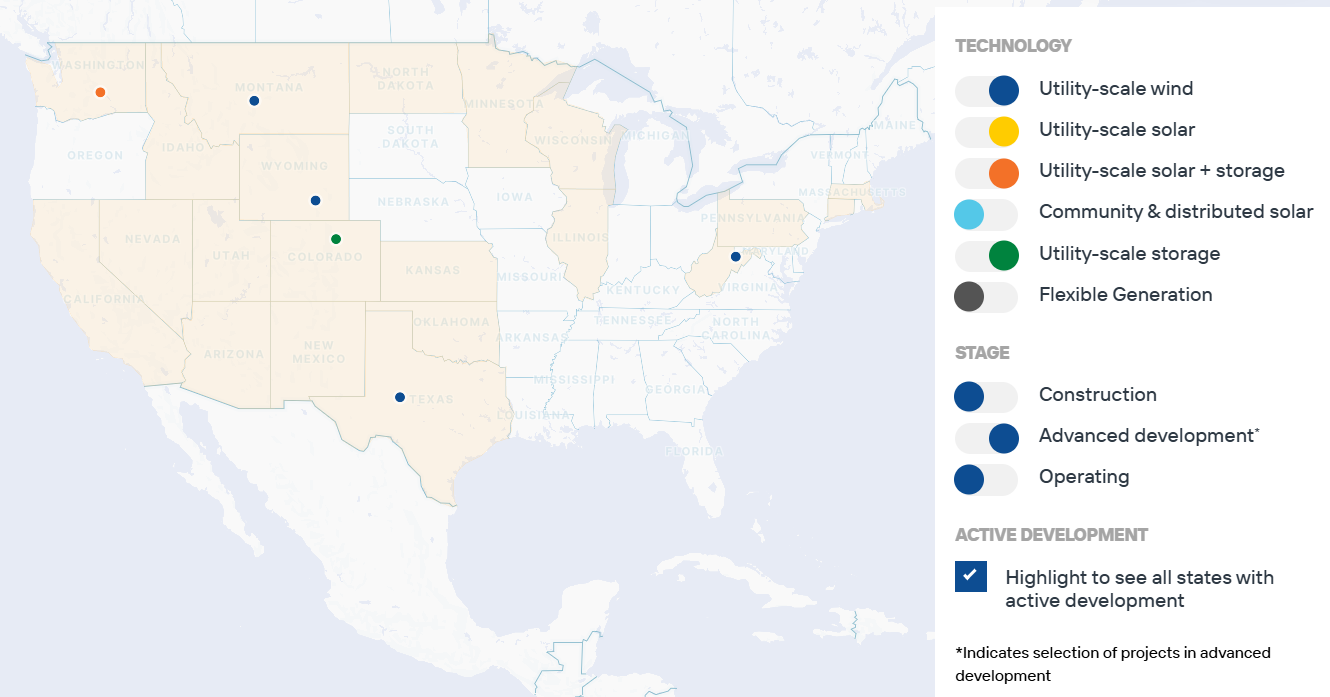 TECHNOLOGY
Utility-scale wind
Utility-scale solar
Utility-scale solar + storage
Community & distributed solar
Utility-scale storage
Flexible Generation
STAGE
Construction
Advanced development*
Operating
ACTIVE DEVELOPMENT
Highlight to see all states with
active development
*Indicates selection of projects in advanced
development
WASHINGTON
MONTANA
NORTH
DAKOTA
MINNESOTA
OREGON
IDAHO
SOUTH
DAKOTA
WISCONSIN
MICHIGAN
MAINE
VERMONT
WYOMING
NEBRASKA
IOWA
MASSACHUSETTS
PENNSYLVANIA
NEVADA
UTAH
COLORADO
KANSAS
ILLINOIS
MARYLAND
CALIFORNIA
MISSOURI
KENTUCKY
VIRGINIA
ARIZONA
NEW
MEXICO
OKLAHOMA
ARKANSAS
TENNESSEE
NORTH
CAROLINA
MISSISSIPPI
GEORGIA
TEXAS
LOUISIANA
FLORIDA